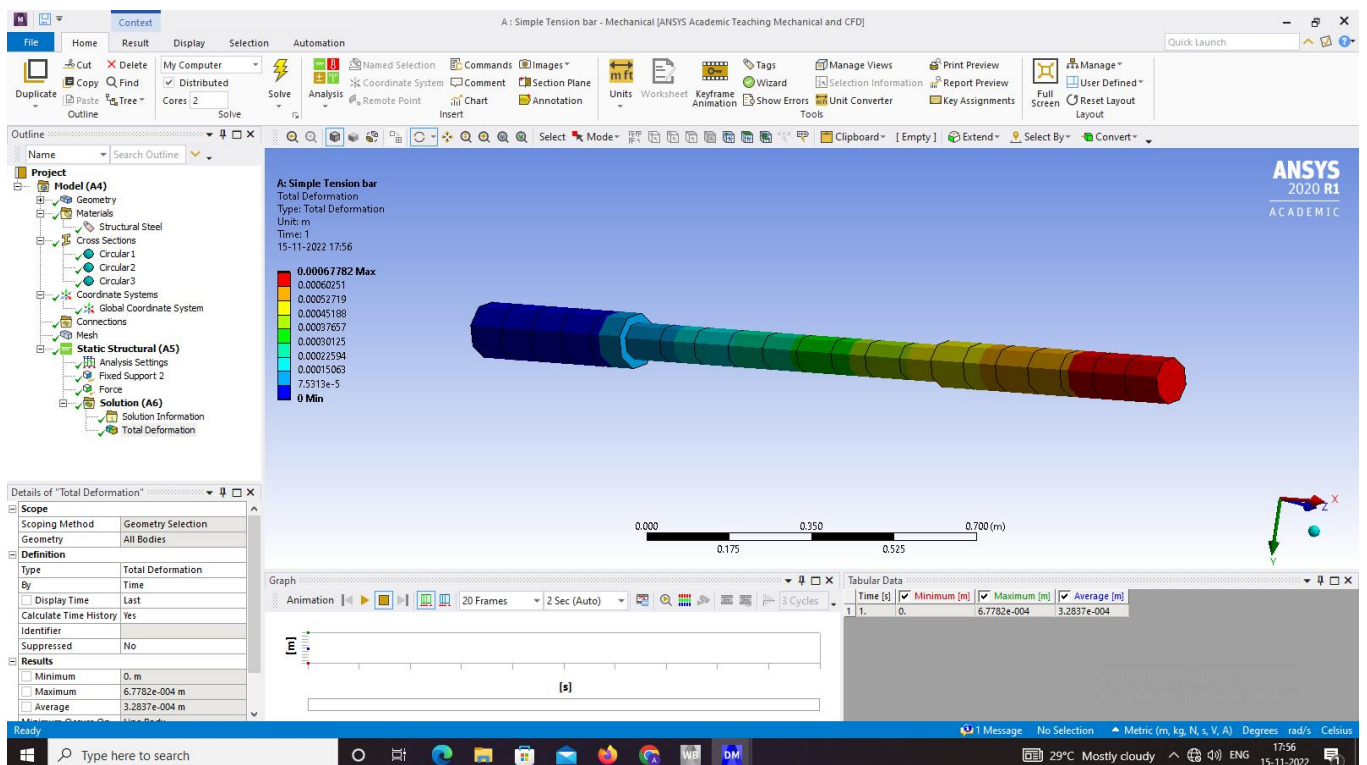 Context
A : Simple Tension bar - Mechanical [ANSYS Academic Teaching Mechanical and CFD]
File Home Result Display Selection Automation
Quick Launch
Duplicate
Cut
Copy
Paste
Delete
Find
Tree
Outline
My Computer
Distributed
Cores 2
Solve
Solve
Analysis
Named Selection
Coordinate System
Remote Point
Commands
Comment
Chart
Images
Section Plane
Annotation
Insert
Units
Worksheet
Keyframe
Animation
Tags
Wizard
Show Errors
Manage Views
Selection Information
Unit Converter
Print Preview
Report Preview
Key Assignments
Tools
Full
Screen
Manage
User Defined
Reset Layout
Layout
Outline
Name Search Outline
Select Mode Clipboard [ Empty ] Extend Select By Convert
Project
Model (A4)
Geometry
Materials
Structural Steel
Cross Sections
Circular1
Circular2
Circular3
Coordinate Systems
Global Coordinate System
Connections
Mesh
Static Structural (A5)
Analysis Settings
Fixed Support 2
Force
Solution (A6)
Solution Information
Total Deformation
A: Simple Tension bar
Total Deformation
Type: Total Deformation
Unit: m
Time: 1
15-11-2022 17:56
0.00067782 Max
0.00060251
0.00052719
0.00045188
0.00037657
0.00030125
0.00022594
0.00015063
7.5313e-5
0 Min
ANSYS
2020 R1
ACADEMIC
0.000 0.350 0.700 (m)
0.175 0.525
X
Z
Y
Details of "Total Deformation"
Scope
Scoping Method Geometry Selection
Geometry All Bodies
Definition
Type Total Deformation
By Time
Display Time Last
Calculate Time History Yes
Identifier
Suppressed No
Results
Minimum 0. m
Maximum 6.7782e-004 m
Average 3.2837e-004 m
Graph
Animation 20 Frames 2 Sec (Auto) 3 Cycles
[m]
[s]
Tabular Data
Time [s] Minimum [m] Maximum [m] Average [m]
1 1. 0. 6.7782e-004 3.2837e-004
Activate Windows
Ready
1 Message No Selection Metric (m, kg, N, s, V, A) Degrees rad/s Celsius
Type here to search
WB
DM
29°C Mostly cloudy
ENG
17:56
15-11-2022